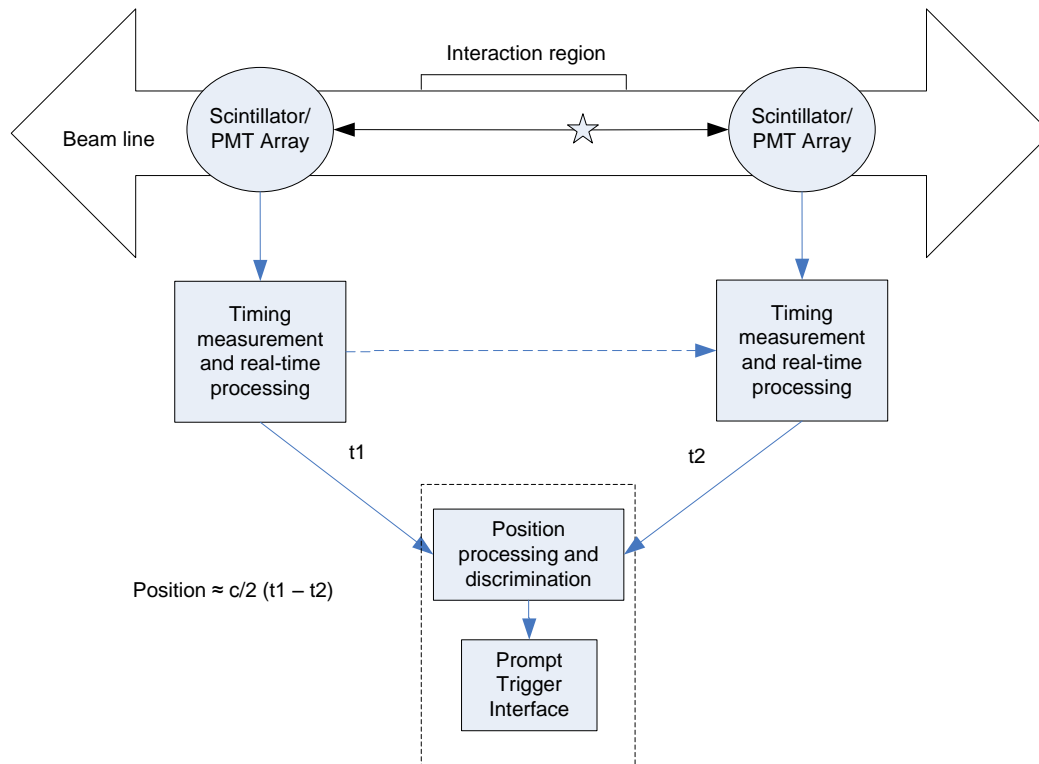 Interaction region
Scintillator/
PMT Array
Beam line
Scintillator/
PMT Array
Timing
measurement
and real-time
processing
Timing
measurement
and real-time
processing
t1
t2
Position
processing and
discrimination
Position ≈ c/2 (t1 – t2)
Prompt
Trigger
Interface